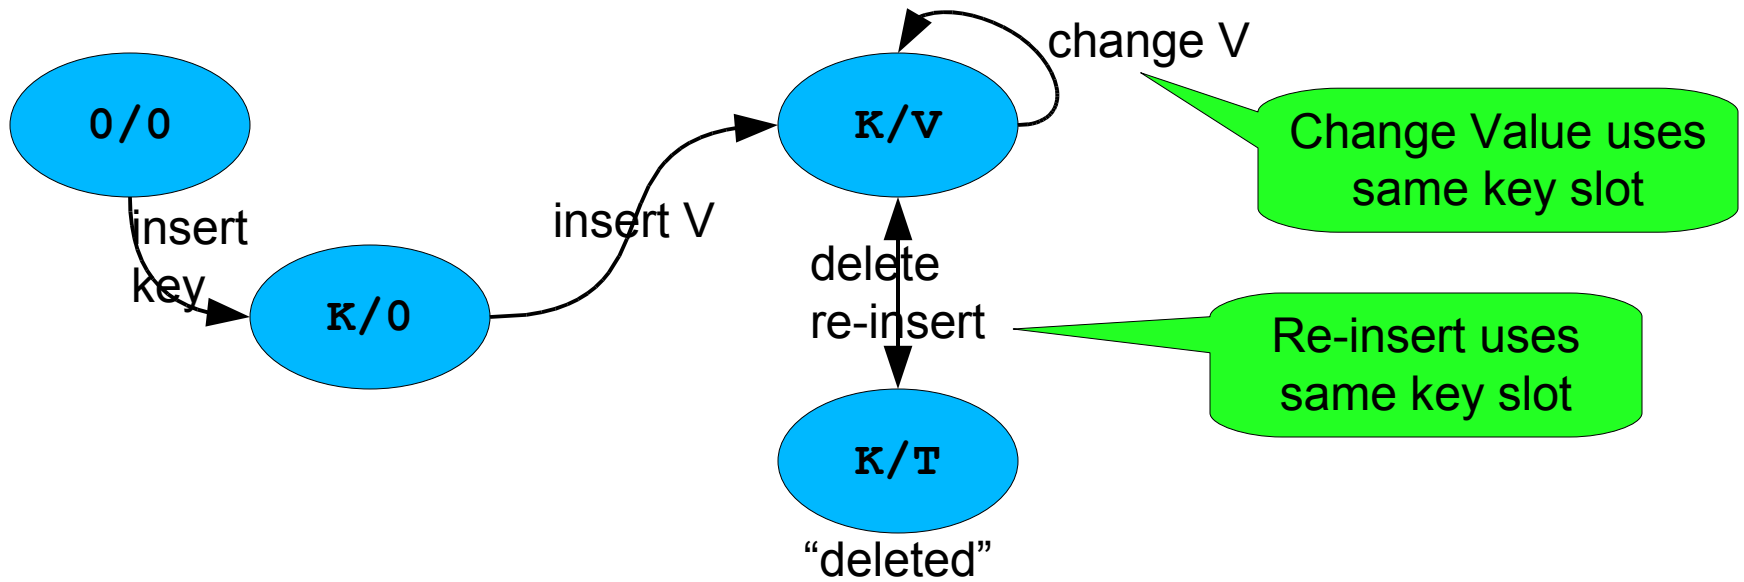 0/0
insert
key
K/0
insert V
K/V
change V
Change Value uses
same key slot
delete
re-insert
Re-insert uses
same key slot
K/T
“deleted”